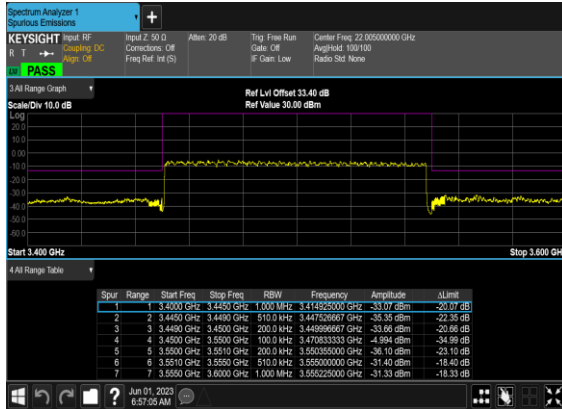 Spectrum Analyzer 1
Spurious Emissions
KEYSIGHT Input: RF Input Z: 50 Ω Atten: 20 dB Trig: Free Run Center Freq: 22.005000000 GHz
R T Coupling: DC Corrections: Off Gate: Off Avg|Hold: 100/100
Align: Off Freq Ref: Int (S) IF Gain: Low Radio Std: None
PASS
3 All Range Graph Ref Lvl Offset 33.40 dB
Scale/Div 10.0 dB Ref Value 30.00 dBm
Log
20.0
10.0
0.00
-10.0
-20.0
-30.0
-40.0
-50.0
-60.0
Start 3.400 GHz Stop 3.600 GH
4 All Range Table
Spur Range Start Freq Stop Freq RBW Frequency Amplitude ΔLimit
1 1 3.4000 GHz 3.4450 GHz 1.000 MHz 3.414925000 GHz -33.07 dBm -20.07 dB
2 2 3.4450 GHz 3.4490 GHz 510.0 kHz 3.447526667 GHz -35.35 dBm -22.35 dB
3 3 3.4490 GHz 3.4500 GHz 200.0 kHz 3.449996667 GHz -33.66 dBm -20.66 dB
4 4 3.4500 GHz 3.5500 GHz 100.0 kHz 3.470833333 GHz -4.994 dBm -34.99 dB
5 5 3.5500 GHz 3.5510 GHz 200.0 kHz 3.550355000 GHz -36.10 dBm -23.10 dB
6 6 3.5510 GHz 3.5550 GHz 510.0 kHz 3.555000000 GHz -31.40 dBm -18.40 dB
7 7 3.5550 GHz 3.6000 GHz 1.000 MHz 3.555225000 GHz -31.33 dBm -18.33 dB
Jun 01, 2023
6:57:05 AM